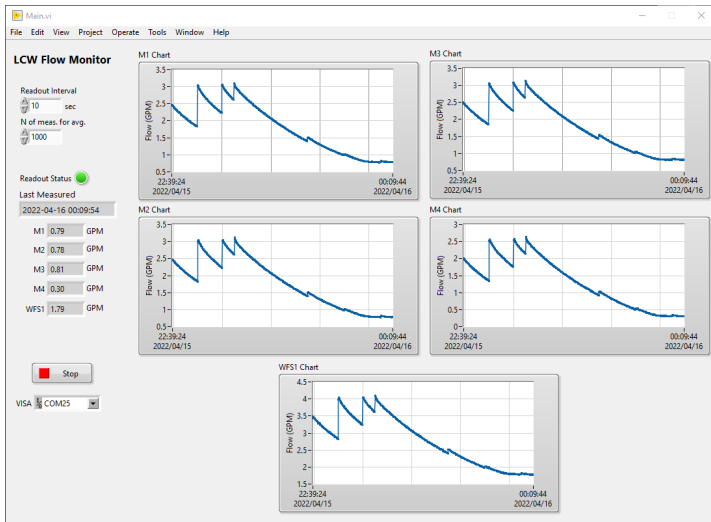 Main.vi
File Edit View Project Operate Tools Window Help
LCW Flow Monitor
Readout Interval
10 sec
N of meas. for avg.
1000
Readout Status
Last Measured
2022-04-16 00:09:54
M1 0.79 GPM
M2 0.78 GPM
M3 0.81 GPM
M4 0.30 GPM
WFS1 1.79 GPM
Stop
VISA COM25
M1 Chart
Flow (GPM)
3.5
3
2.5
2
1.5
1
0.5
22:39:24 00:09:44
2022/04/15 2022/04/16
M3 Chart
Flow (GPM)
3.5
3
2.5
2
1.5
1
0.5
22:39:24 00:09:44
2022/04/15 2022/04/16
M2 Chart
Flow (GPM)
3.5
3
2.5
2
1.5
1
0.5
22:39:24 00:09:44
2022/04/15 2022/04/16
M4 Chart
Flow (GPM)
3
2.5
2
1.5
1
0.5
0
22:39:24 00:09:44
2022/04/15 2022/04/16
WFS1 Chart
Flow (GPM)
4.5
4
3.5
3
2.5
2
1.5
22:39:24 00:09:44
2022/04/15 2022/04/16